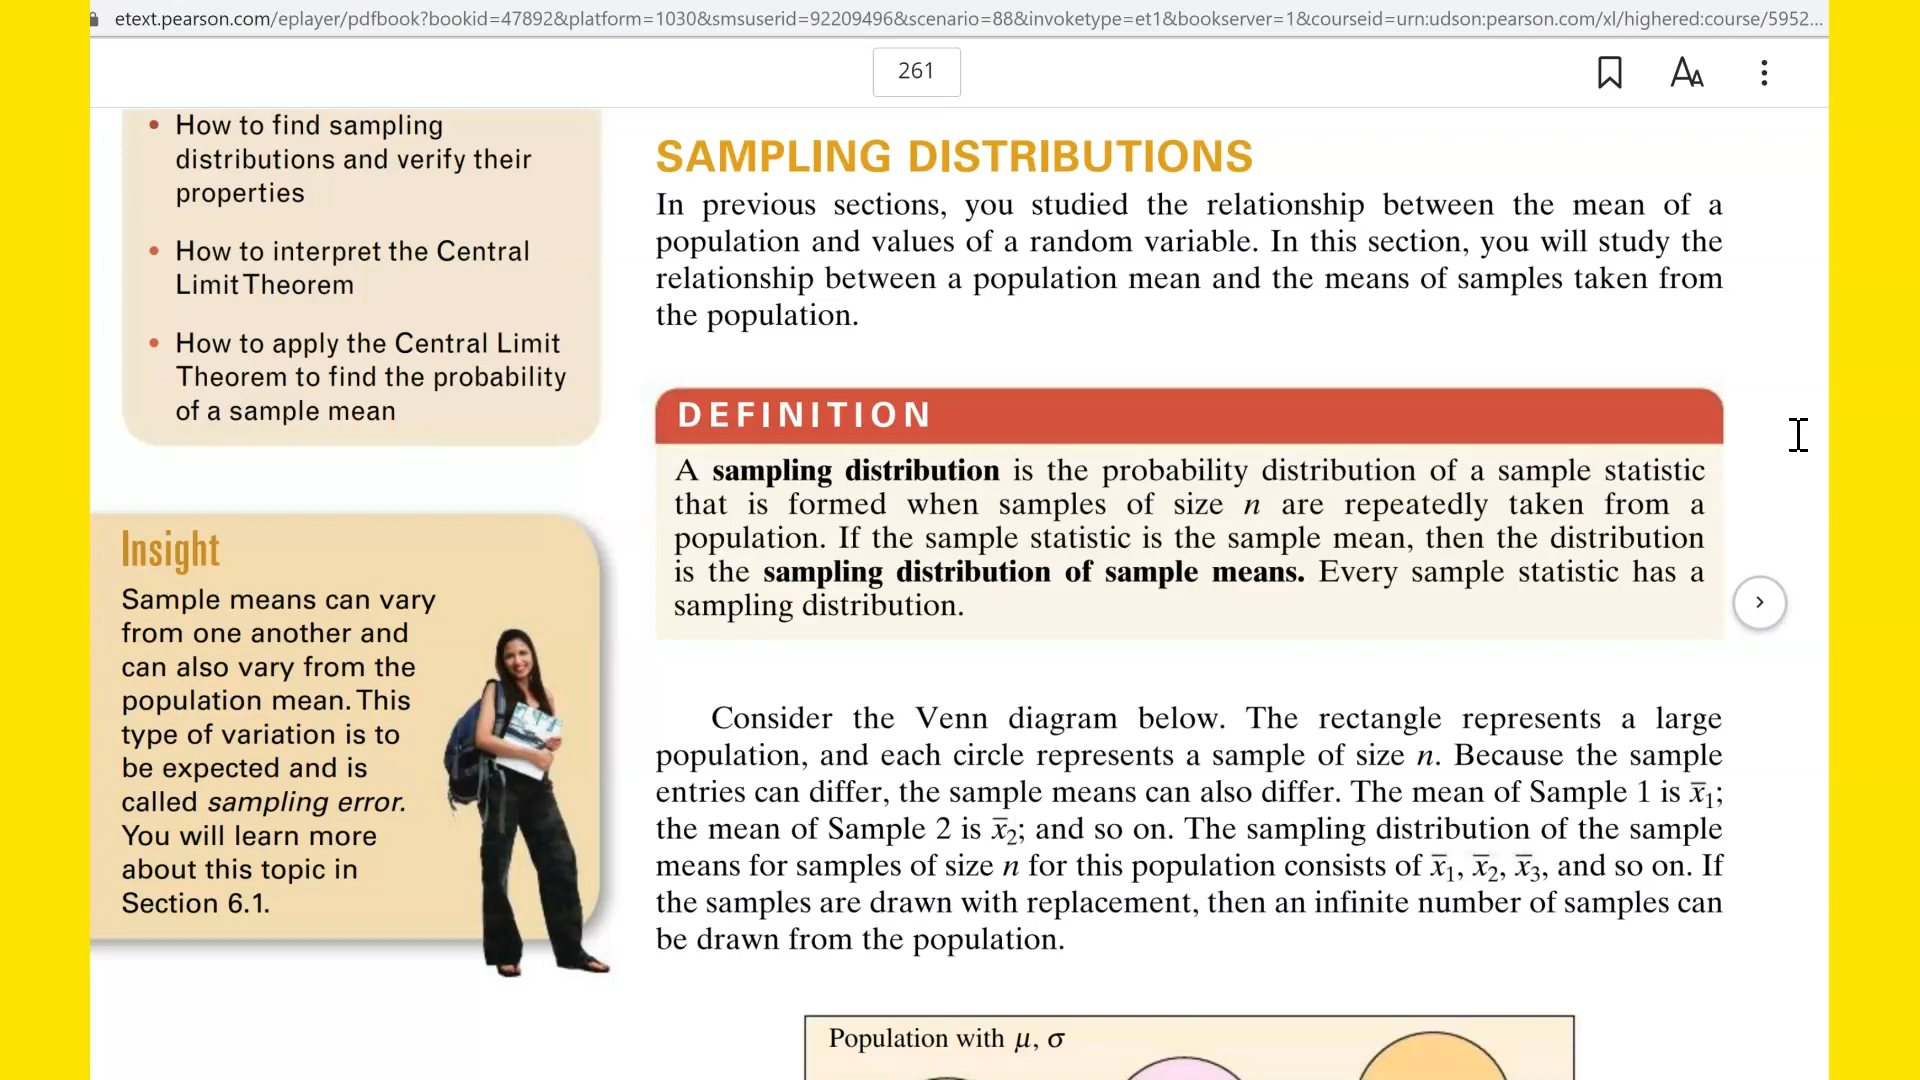 etext.pearson.com/eplayer/pdfbook?bookid=47892&platform=1030&smsuserid=92209496&scenario=88&invoketype=et1&bookserver=1&courseid=urn:udson:pearson.com/xl/highered:course/5952...
261
• How to find sampling
distributions and verify their
properties
• How to interpret the Central
Limit Theorem
• How to apply the Central Limit
Theorem to find the probability
of a sample mean
Insight
Sample means can vary
from one another and
can also vary from the
population mean. This
type of variation is to
be expected and is
called sampling error.
You will learn more
about this topic in
Section 6.1.
SAMPLING DISTRIBUTIONS
In previous sections, you studied the relationship between the mean of a
population and values of a random variable. In this section, you will study the
relationship between a population mean and the means of samples taken from
the population.
DEFINITION
A sampling distribution is the probability distribution of a sample statistic
that is formed when samples of size n are repeatedly taken from a
population. If the sample statistic is the sample mean, then the distribution
is the sampling distribution of sample means. Every sample statistic has a
sampling distribution.
Consider the Venn diagram below. The rectangle represents a large
population, and each circle represents a sample of size n. Because the sample
entries can differ, the sample means can also differ. The mean of Sample 1 is x̄₁;
the mean of Sample 2 is x̄₂; and so on. The sampling distribution of the sample
means for samples of size n for this population consists of x̄₁, x̄₂, x̄₃, and so on. If
the samples are drawn with replacement, then an infinite number of samples can
be drawn from the population.
Population with μ, σ